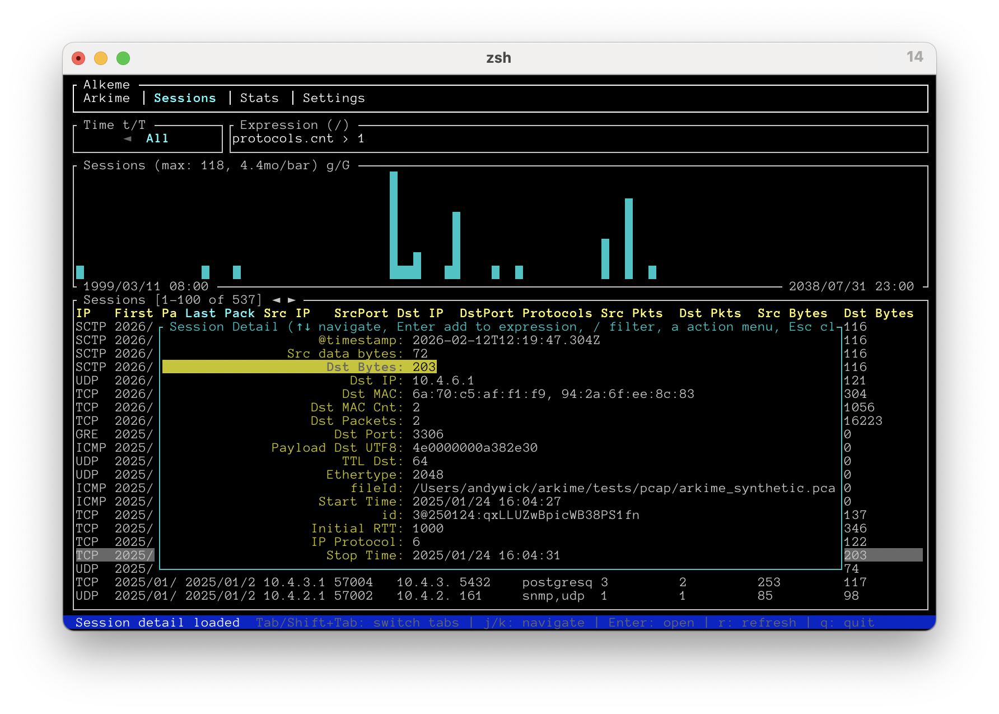 zsh
14
Alkeme
Arkime | Sessions | Stats | Settings
Time t/T
◄ All
Expression (/)
protocols.cnt > 1
Sessions (max: 118, 4.4mo/bar) g/G
1999/03/11 08:00
2038/07/31 23:00
Sessions [1-100 of 537] ◄ ►
IP First Pa Last Pack Src IP SrcPort Dst IP DstPort Protocols Src Pkts Dst Pkts Src Bytes Dst Bytes
SCTP 2026/ Session Detail (↑↓ navigate, Enter add to expression, / filter, a action menu, Esc cl 116
SCTP 2026/ @timestamp: 2026-02-12T12:19:47.304Z 116
SCTP 2026/ Src data bytes: 72 116
SCTP 2026/ Dst Bytes: 203 116
UDP 2026/ Dst IP: 10.4.6.1 121
TCP 2026/ Dst MAC: 6a:70:c5:af:f1:f9, 94:2a:6f:ee:8c:83 304
TCP 2026/ Dst MAC Cnt: 2 1056
TCP 2026/ Dst Packets: 2 16223
GRE 2025/ Dst Port: 3306 0
ICMP 2025/ Payload Dst UTF8: 4e0000000a382e30 0
UDP 2025/ TTL Dst: 64 0
UDP 2025/ Ethertype: 2048 0
ICMP 2025/ fileId: /Users/andywick/arkime/tests/pcap/arkime_synthetic.pca 0
ICMP 2025/ Start Time: 2025/01/24 16:04:27 0
TCP 2025/ id: 3@250124:qxLLUZwBpicWB38PS1fn 137
TCP 2025/ Initial RTT: 1000 346
TCP 2025/ IP Protocol: 6 122
TCP 2025/ Stop Time: 2025/01/24 16:04:31 203
UDP 2025/ 74
TCP 2025/01/ 2025/01/2 10.4.3.1 57004 10.4.3. 5432 postgresq 3 2 253 117
UDP 2025/01/ 2025/01/2 10.4.2.1 57002 10.4.2. 161 snmp,udp 1 1 85 98
Session detail loaded Tab/Shift+Tab: switch tabs | j/k: navigate | Enter: open | r: refresh | q: quit